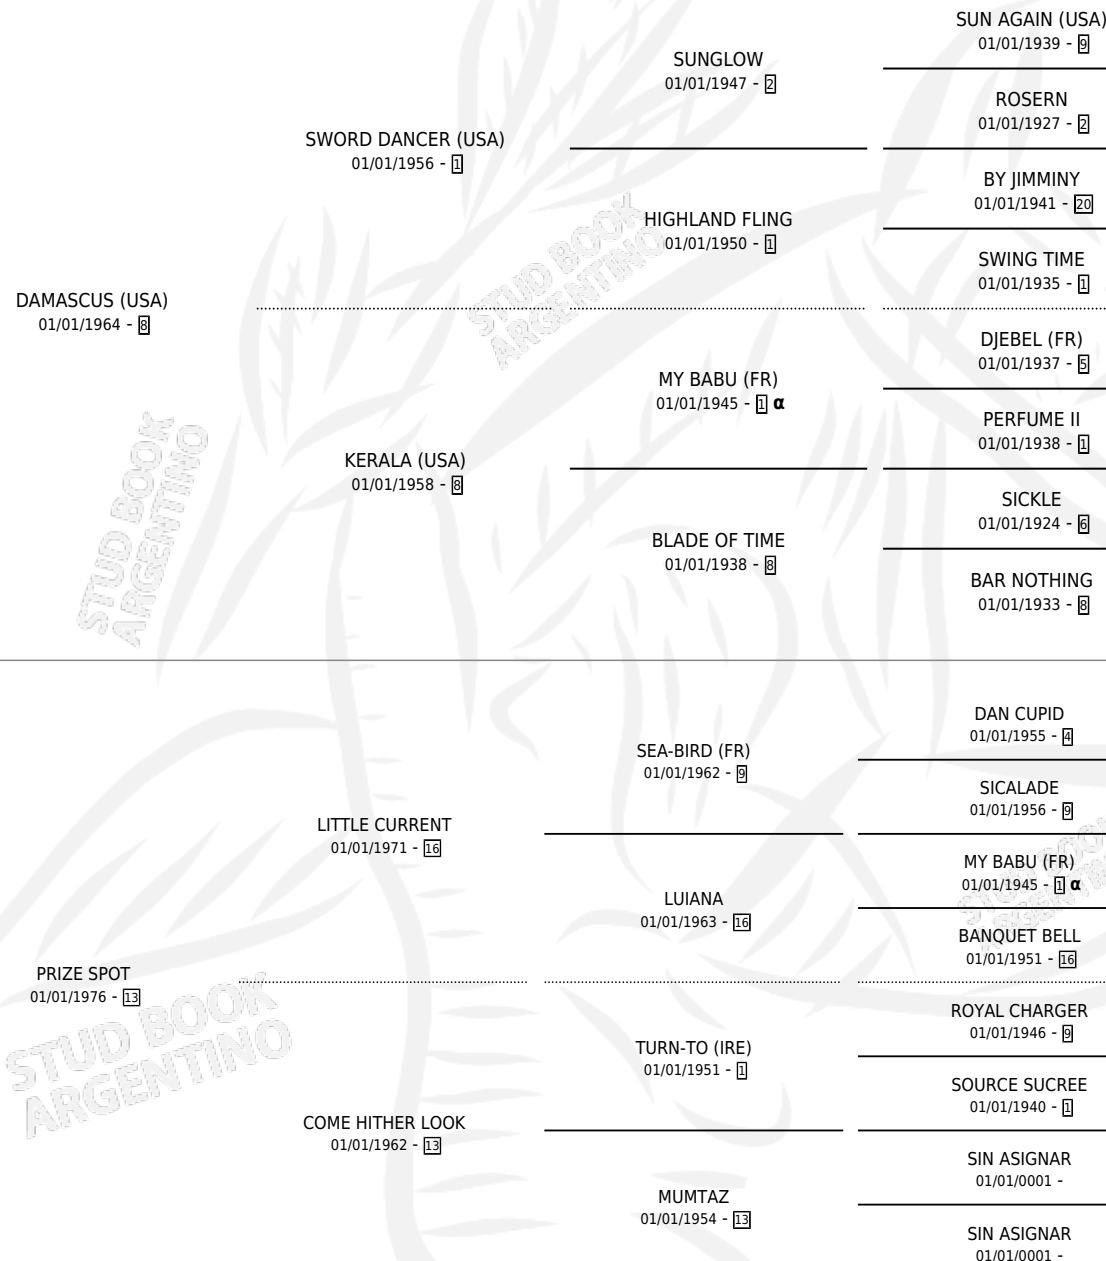 SUN AGAIN (USA)
01/01/1939 - 9
SUNGLOW
01/01/1947 - 2
ROSERN
01/01/1927 - 2
SWORD DANCER (USA)
01/01/1956 - 1
BY JIMMINY
01/01/1941 - 20
HIGHLAND FLING
01/01/1950 - 1
SWING TIME
01/01/1935 - 1
DAMASCUS (USA)
01/01/1964 - 8
DJEBEL (FR)
01/01/1937 - 5
MY BABU (FR)
01/01/1945 - 1 α
PERFUME II
01/01/1938 - 1
KERALA (USA)
01/01/1958 - 8
SICKLE
01/01/1924 - 6
BLADE OF TIME
01/01/1938 - 8
BAR NOTHING
01/01/1933 - 8
DAN CUPID
01/01/1955 - 4
SEA-BIRD (FR)
01/01/1962 - 9
SICALADE
01/01/1956 - 9
LITTLE CURRENT
01/01/1971 - 16
MY BABU (FR)
01/01/1945 - 1 α
LUIANA
01/01/1963 - 16
BANQUET BELL
01/01/1951 - 16
PRIZE SPOT
01/01/1976 - 13
ROYAL CHARGER
01/01/1946 - 9
TURN-TO (IRE)
01/01/1951 - 1
SOURCE SUCREE
01/01/1940 - 1
COME HITHER LOOK
01/01/1962 - 13
SIN ASIGNAR
01/01/0001 -
MUMTAZ
01/01/1954 - 13
SIN ASIGNAR
01/01/0001 -
STUD BOOK
ARGENTINO
STUD BOOK
ARGENTINO
STUD BOOK
ARGENTINO